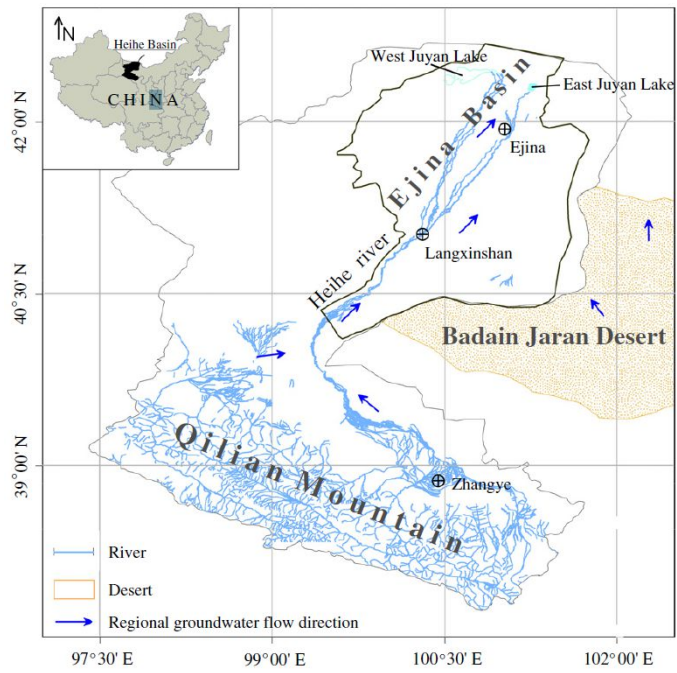 N
Heihe Basin
CHINA
West Juyan Lake
East Juyan Lake
Ejina
Ejina Basin
Langxinshan
Heihe river
Badain Jaran Desert
Qilian Mountain
Zhangye
River
Desert
Regional groundwater flow direction
42°00' N
40°30' N
39°00' N
97°30' E
99°00' E
100°30' E
102°00' E